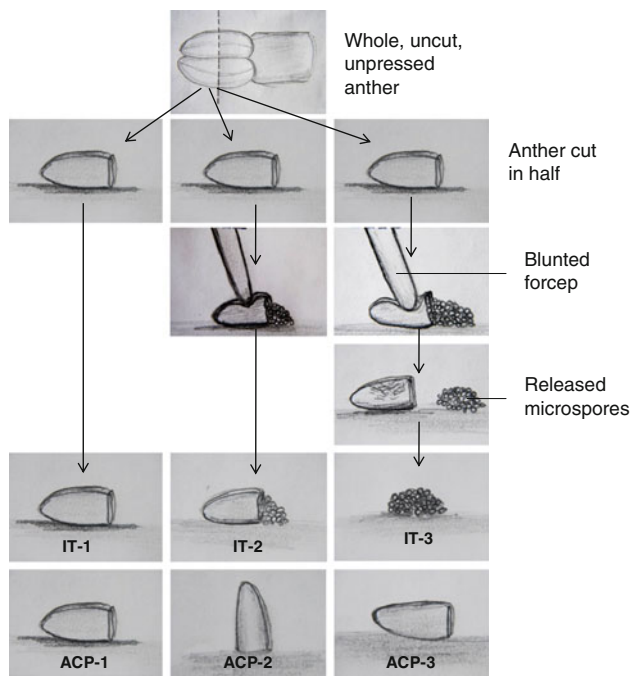 Whole, uncut,
unpressed
anther
Anther cut
in half
Blunted
forcep
Released
microspores
IT-1
IT-2
IT-3
ACP-1
ACP-2
ACP-3